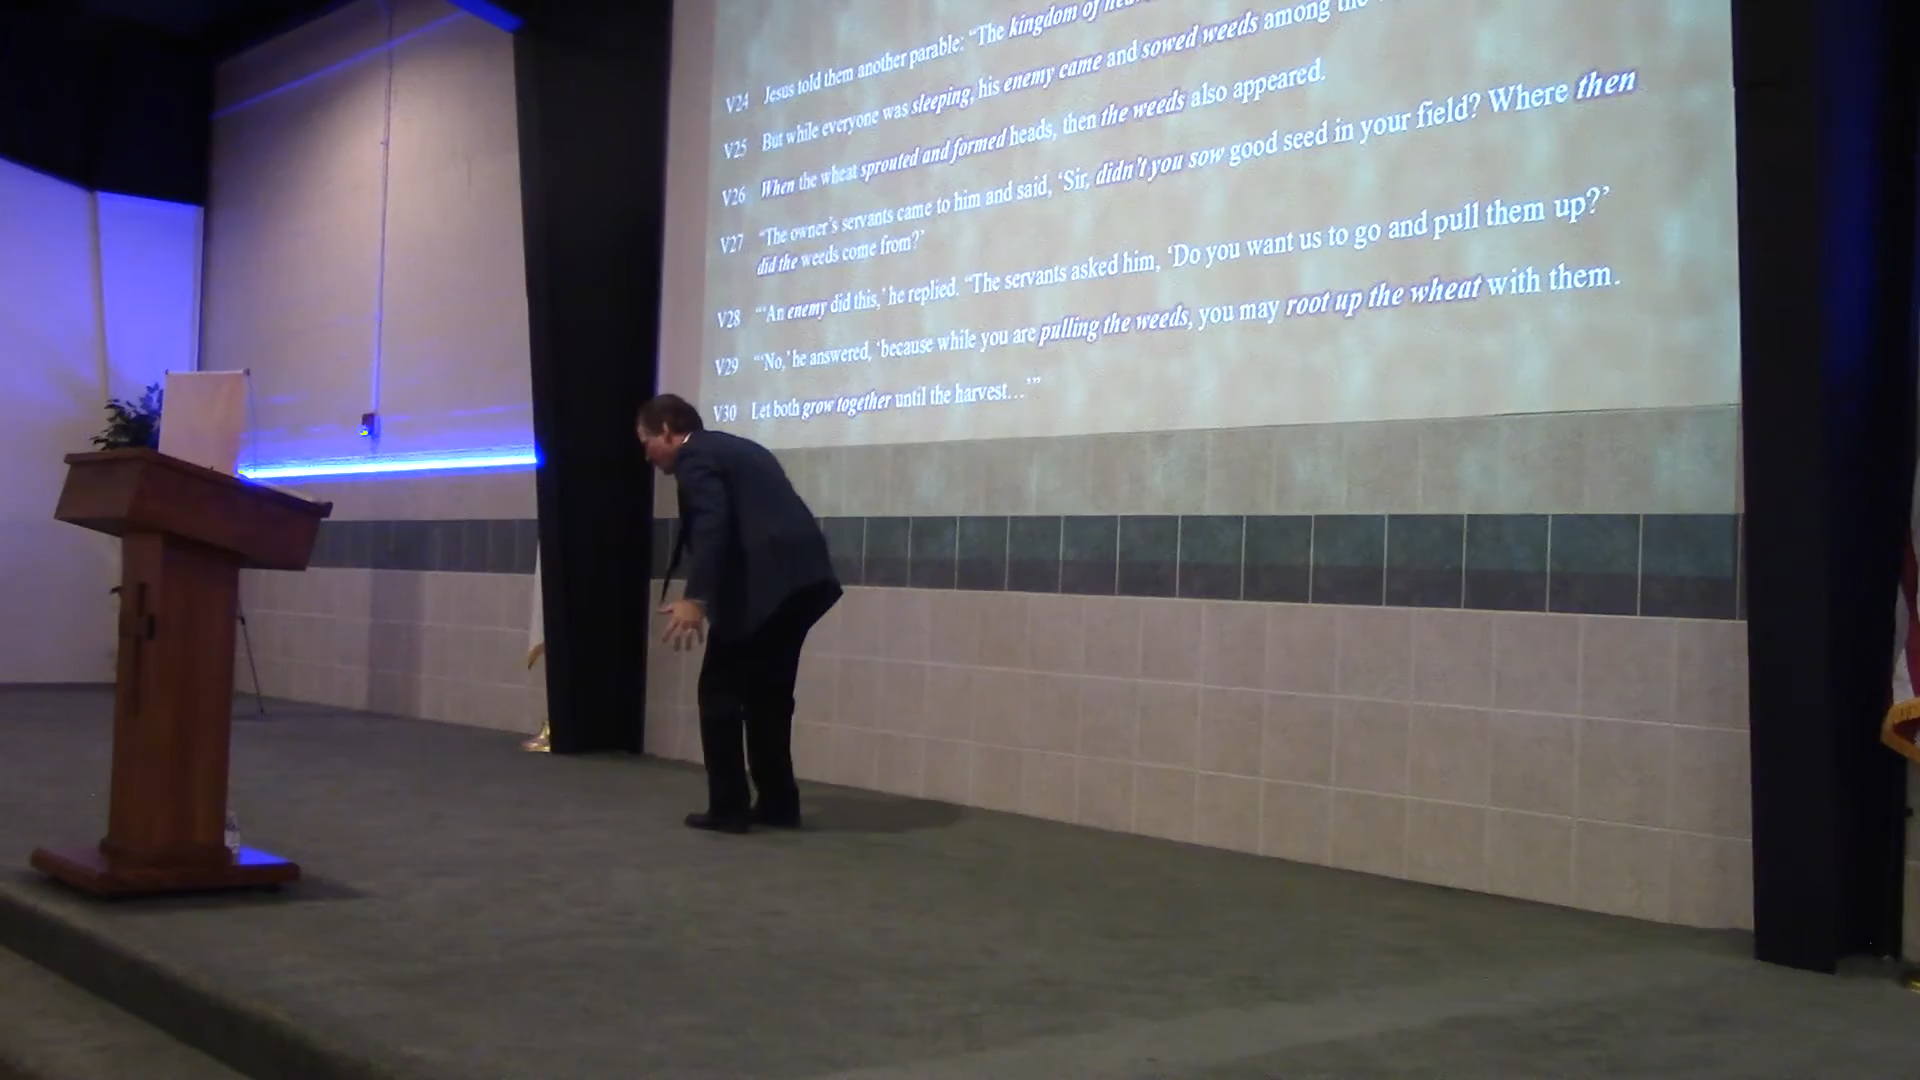 V24 Jesus told them another parable: “The kingdom of
V25 But while everyone was sleeping, his enemy came and sowed weeds among
V26 When the wheat sprouted and formed heads, then the weeds also appeared.
V27 “The owner’s servants came to him and said, ‘Sir, didn’t you sow good seed in your field? Where then
did the weeds come from?’
V28 “‘An enemy did this,’ he replied. “The servants asked him, ‘Do you want us to go and pull them up?’
V29 “‘No,’ he answered, ‘because while you are pulling the weeds, you may root up the wheat with them.
V30 Let both grow together until the harvest…’”